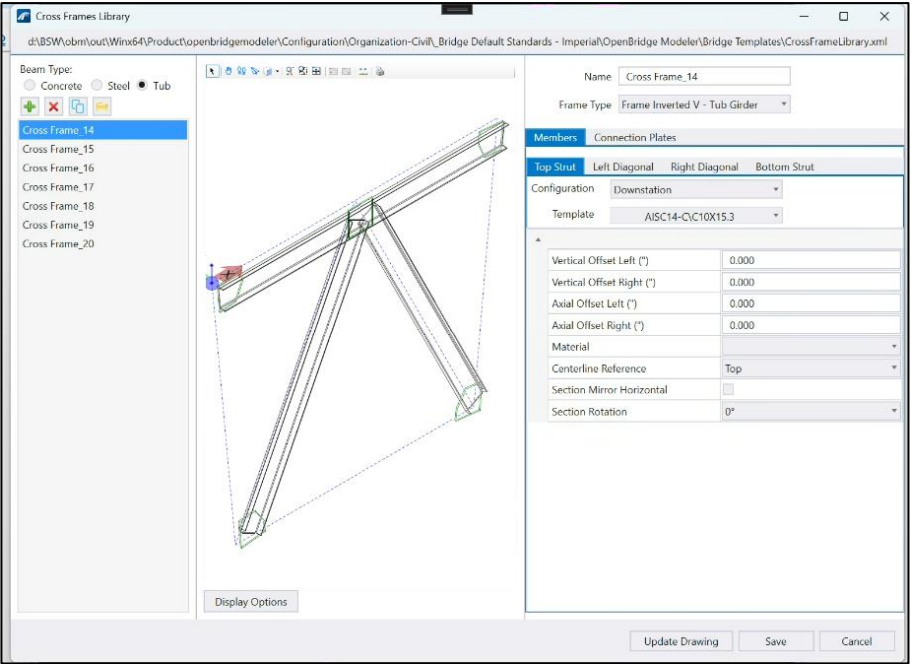 Cross Frames Library
d:\BSW\obm\out\Winx64\Product\openbridgemodeler\Configuration\Organization-Civil\_Bridge Default Standards - Imperial\OpenBridge Modeler\Bridge Templates\CrossFrameLibrary.xml
Beam Type:
Concrete Steel Tub
Cross Frame_14
Cross Frame_15
Cross Frame_16
Cross Frame_17
Cross Frame_18
Cross Frame_19
Cross Frame_20
Display Options
Name Cross Frame_14
Frame Type Frame Inverted V - Tub Girder
Members Connection Plates
Top Strut Left Diagonal Right Diagonal Bottom Strut
Configuration Downstation
Template AISC14-C\C10X15.3
Vertical Offset Left (") 0.000
Vertical Offset Right (") 0.000
Axial Offset Left (") 0.000
Axial Offset Right (") 0.000
Material
Centerline Reference Top
Section Mirror Horizontal
Section Rotation 0°
Update Drawing Save Cancel